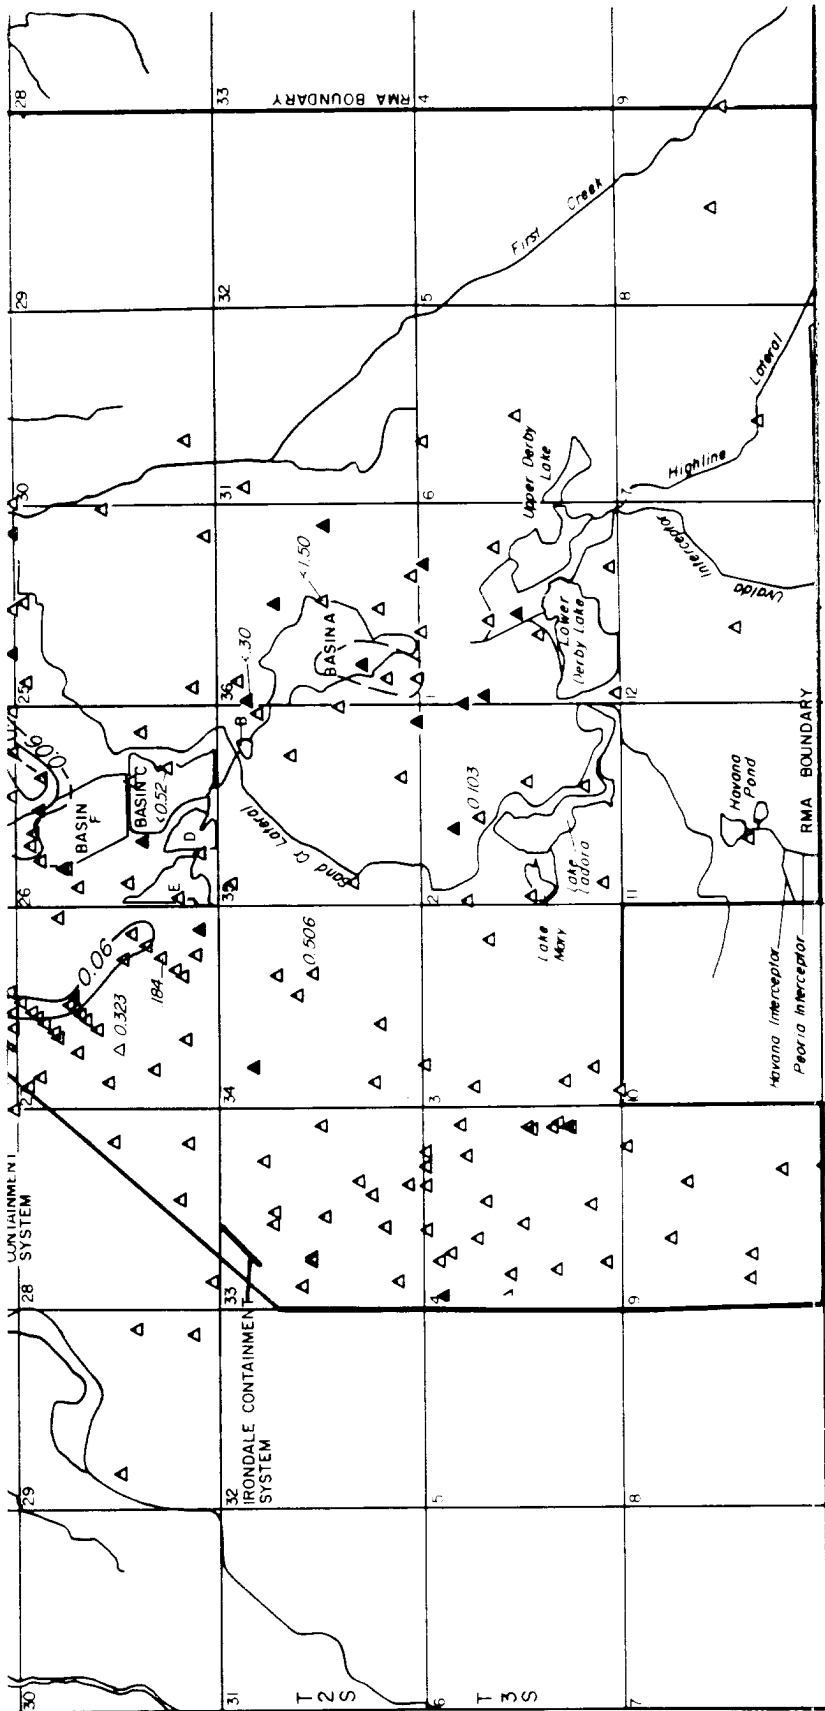 28
33
RMA BOUNDARY
4
9
29
32
First Creek
5
8
Highline Lateral
30
31
6
7
Upper Derby
Lake
Uvalda Interceptor
<1.50
BASIN A
Lower
Derby Lake
25
36
<.30
1
12
0.06
BASIN
F
BASIN C
<0.52
B
D
E
Sand Cr Lateral
0.103
Lake
Ladora
Lake
Mary
Havana
Pond
RMA BOUNDARY
26
35
2
11
0.06
184
0.323
0.506
Havana Interceptor
Peoria Interceptor
27
34
3
10
CONTAINMENT
SYSTEM
28
33
4
9
IRONDALE CONTAINMENT
SYSTEM
29
32
5
8
30
31
T
2
S
6
T
3
S
7